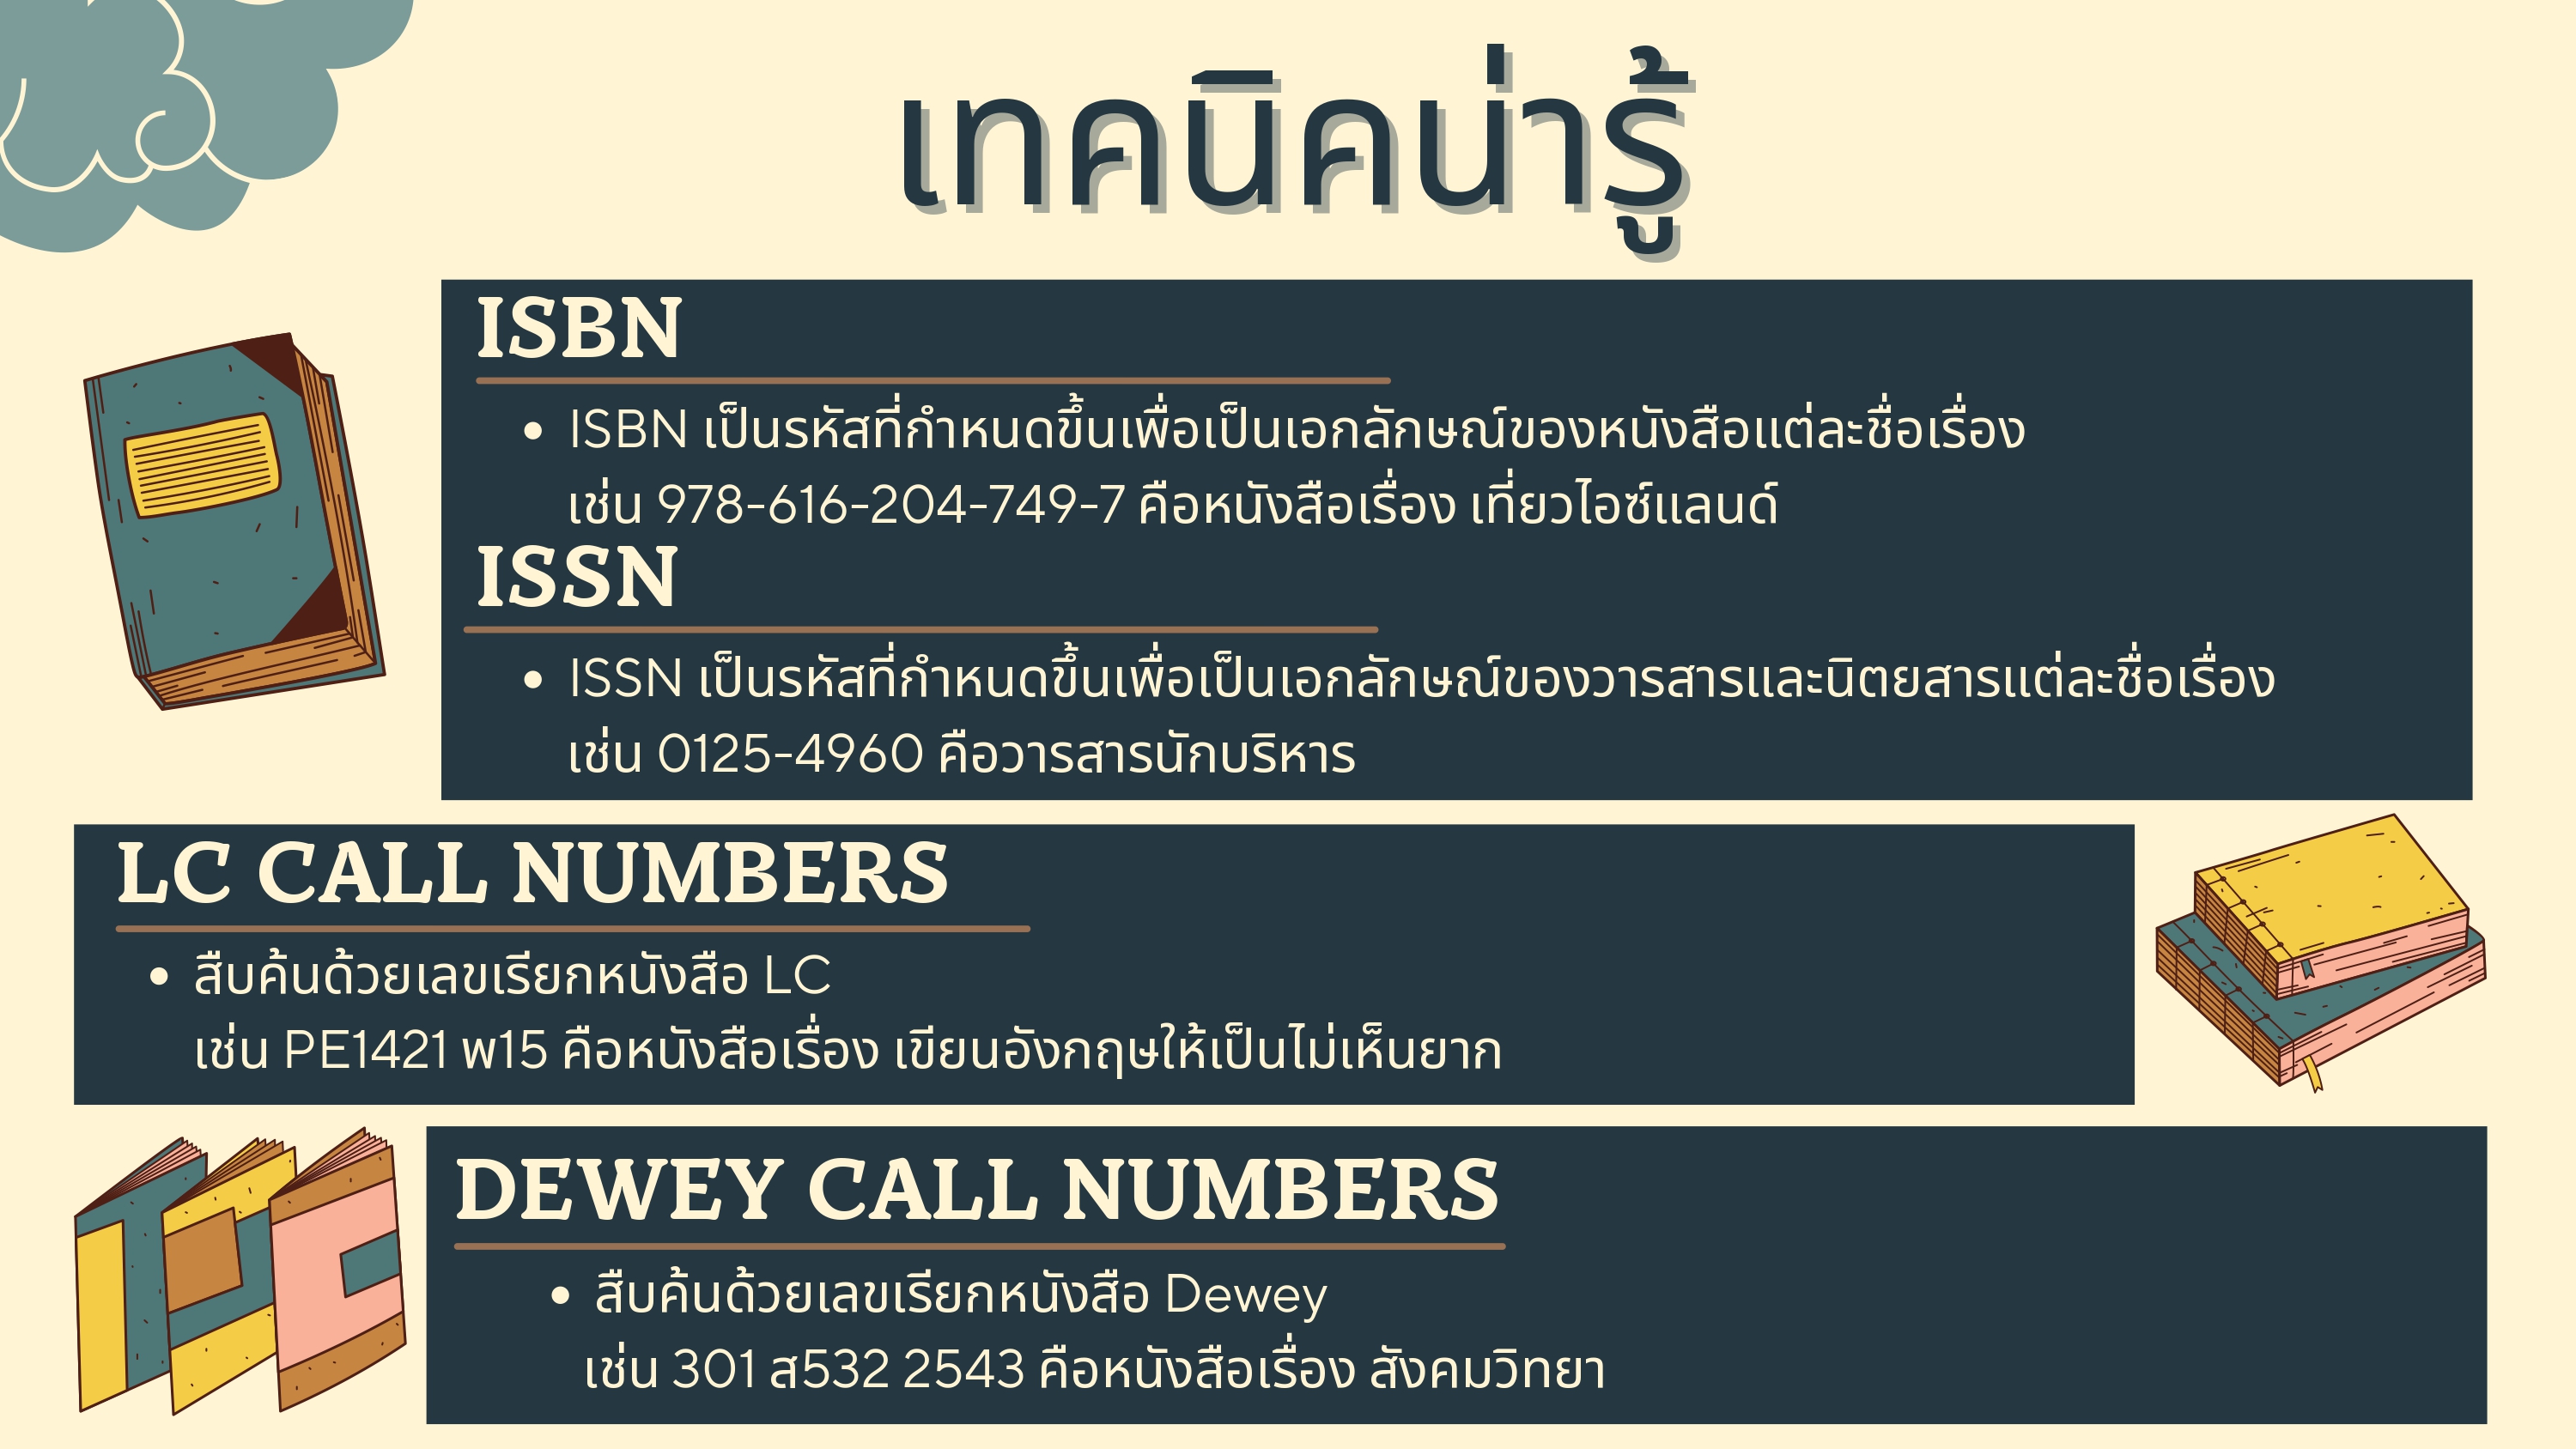 เทคนิคน่ารู้
ISBN
• ISBN เป็นรหัสที่กำหนดขึ้นเพื่อเป็นเอกลักษณ์ของหนังสือแต่ละชื่อเรื่อง
เช่น 978-616-204-749-7 คือหนังสือเรื่อง เที่ยวไอซ์แลนด์
ISSN
• ISSN เป็นรหัสที่กำหนดขึ้นเพื่อเป็นเอกลักษณ์ของวารสารและนิตยสารแต่ละชื่อเรื่อง
เช่น 0125-4960 คือวารสารนักบริหาร
LC CALL NUMBERS
• สืบค้นด้วยเลขเรียกหนังสือ LC
เช่น PE1421 พ15 คือหนังสือเรื่อง เขียนอังกฤษให้เป็นไม่เห็นยาก
DEWEY CALL NUMBERS
• สืบค้นด้วยเลขเรียกหนังสือ Dewey
เช่น 301 ส532 2543 คือหนังสือเรื่อง สังคมวิทยา